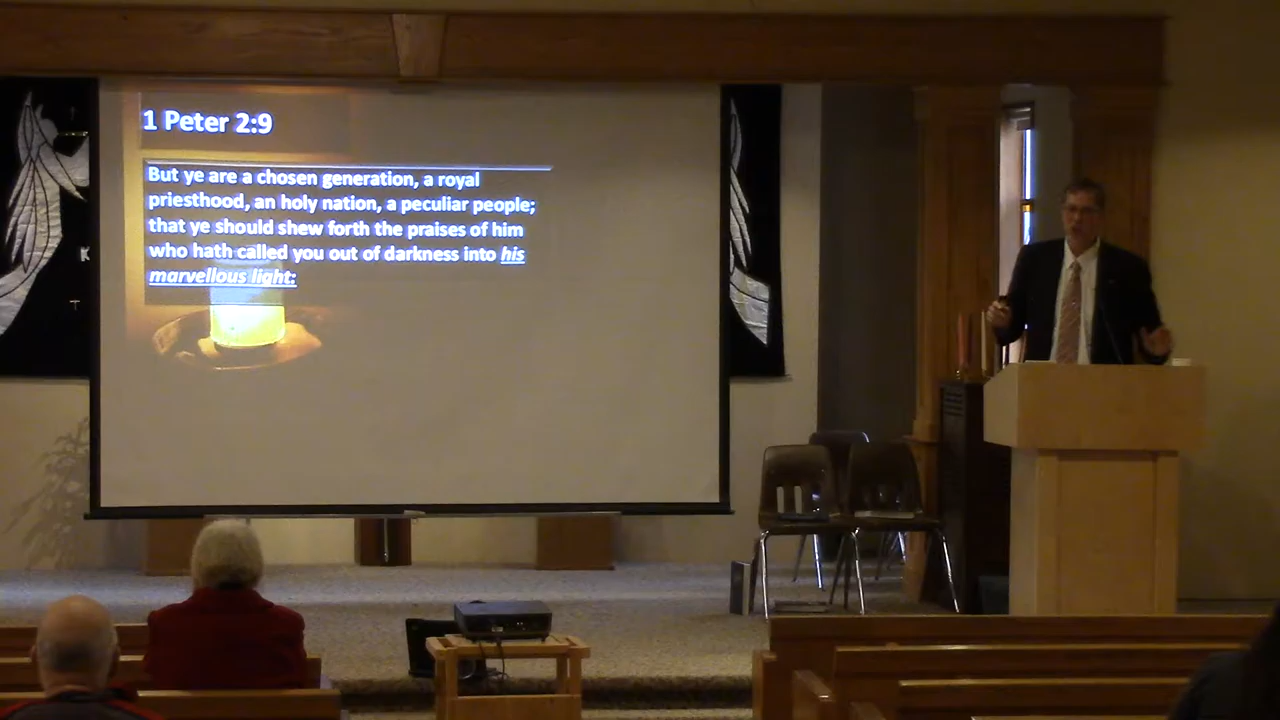 1 Peter 2:9
But ye are a chosen generation, a royal
priesthood, an holy nation, a peculiar people;
that ye should shew forth the praises of him
who hath called you out of darkness into his
marvellous light:
K